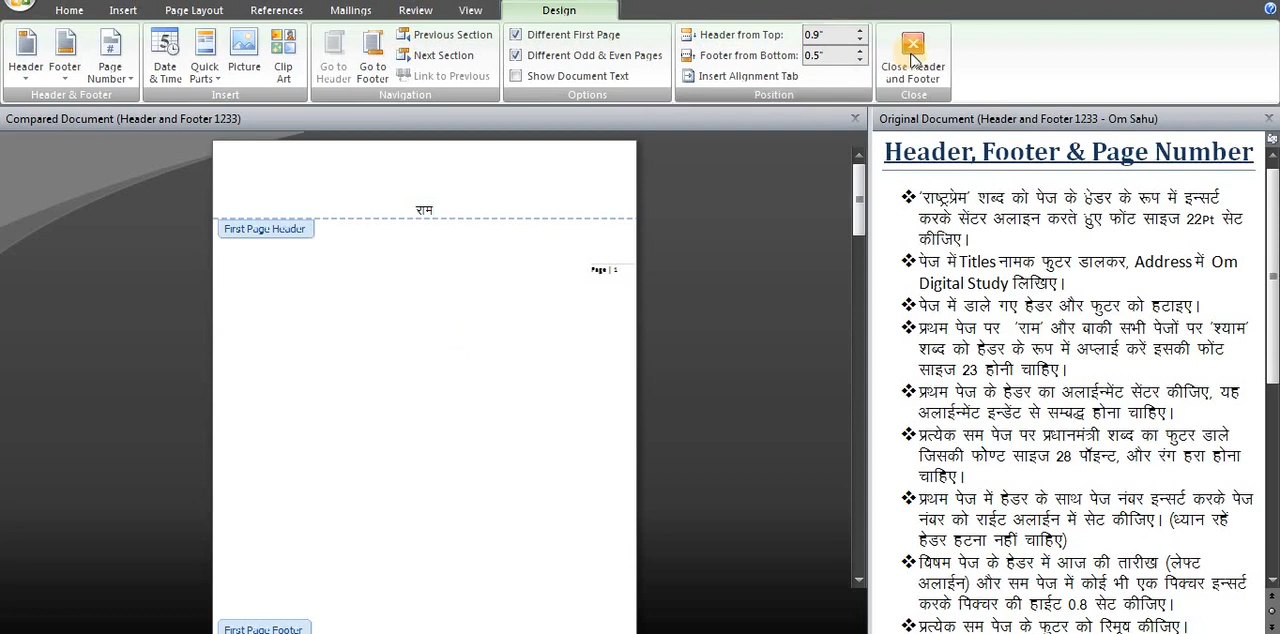 Home Insert Page Layout References Mailings Review View Design
Header Footer Page Number
Header & Footer
Date & Time Quick Parts Picture Clip Art
Insert
Go to Header Go to Footer Previous Section
Next Section
Link to Previous
Navigation
Different First Page
Different Odd & Even Pages
Show Document Text
Options
Header from Top: 0.9"
Footer from Bottom: 0.5"
Insert Alignment Tab
Position
Close Header and Footer
Close
Compared Document (Header and Footer 1233)
राम
First Page Header
Page | 1
First Page Footer
Original Document (Header and Footer 1233 - Om Sahu)
Header, Footer & Page Number
❖'राष्ट्रप्रेम' शब्द को पेज के हेडर के रूप में इन्सर्ट
करके सेंटर अलाइन करते हुए फोंट साइज 22Pt सेट
कीजिए।
❖पेज में Titles नामक फुटर डालकर, Address में Om
Digital Study लिखिए।
❖पेज में डाले गए हेडर और फुटर को हटाइए।
❖प्रथम पेज पर 'राम' और बाकी सभी पेजों पर 'श्याम'
शब्द को हेडर के रूप में अप्लाई करें इसकी फोंट
साइज 23 होनी चाहिए।
❖प्रथम पेज के हेडर का अलाईन्मेंट सेंटर कीजिए, यह
अलाईन्मेंट इन्डेंट से सम्बद्ध होना चाहिए।
❖प्रत्येक सम पेज पर प्रधानमंत्री शब्द का फुटर डाले
जिसकी फोण्ट साइज 28 पॉइन्ट, और रंग हरा होना
चाहिए।
❖प्रथम पेज में हेडर के साथ पेज नंबर इन्सर्ट करके पेज
नंबर को राईट अलाईन में सेट कीजिए। (ध्यान रहें
हेडर हटना नहीं चाहिए)
❖विषम पेज के हेडर में आज की तारीख (लेफ्ट
अलाईन) और सम पेज में कोई भी एक पिक्चर इन्सर्ट
करके पिक्चर की हाईट 0.8 सेट कीजिए।
❖प्रत्येक सम पेज के फुटर को रिमूव कीजिए।